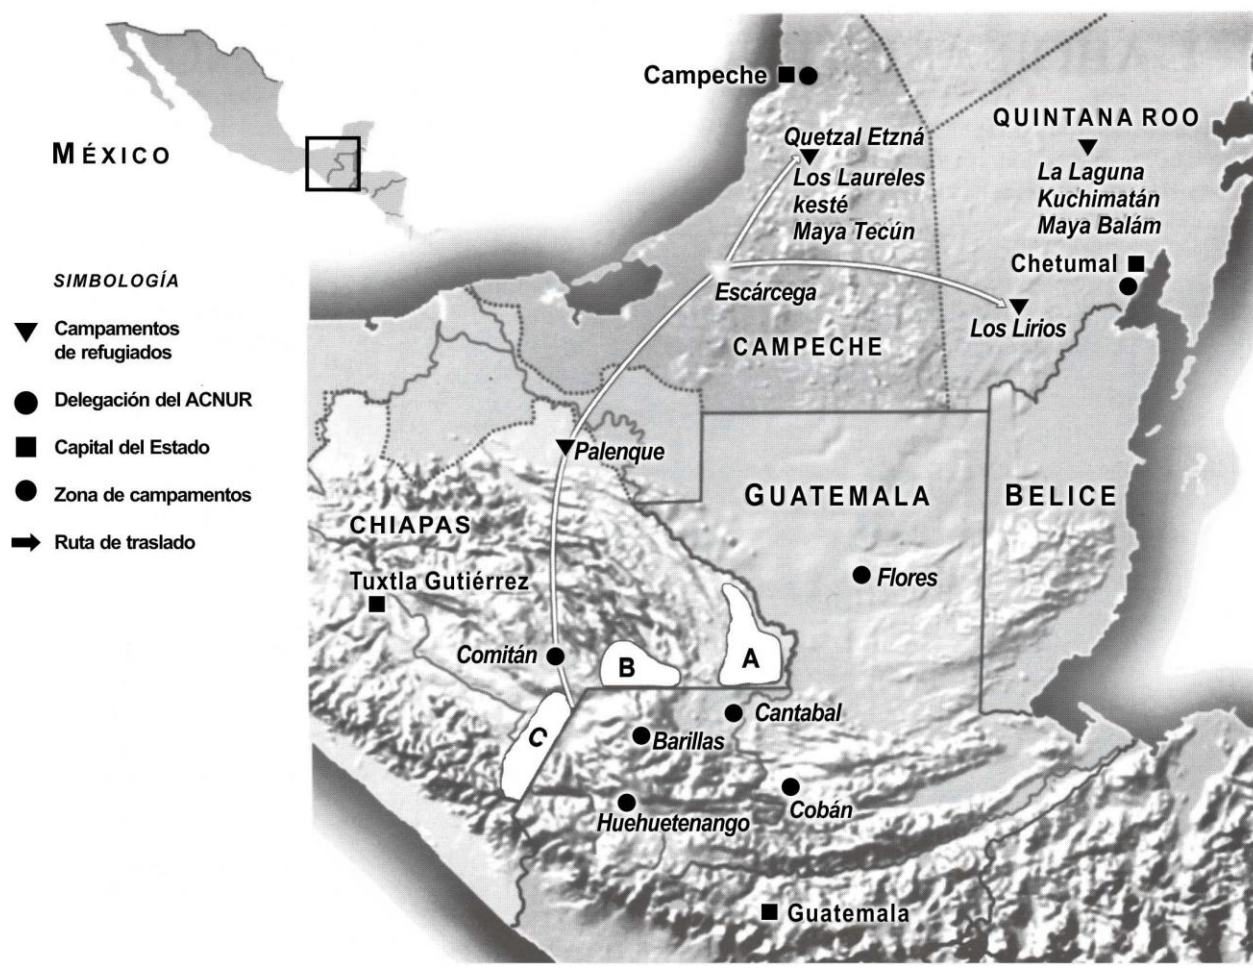 MÉXICO
SIMBOLOGÍA
Campamentos
de refugiados
Delegación del ACNUR
Capital del Estado
Zona de campamentos
Ruta de traslado
Campeche
Quetzal Etzná
Los Laureles
kesté
Maya Tecún
QUINTANA ROO
La Laguna
Kuchimatán
Maya Balám
Chetumal
Escárcega
Los Lirios
CAMPECHE
Palenque
GUATEMALA
BELICE
CHIAPAS
Flores
Tuxtla Gutiérrez
Comitán
B
A
C
Cantabal
Barillas
Cobán
Huehuetenango
Guatemala